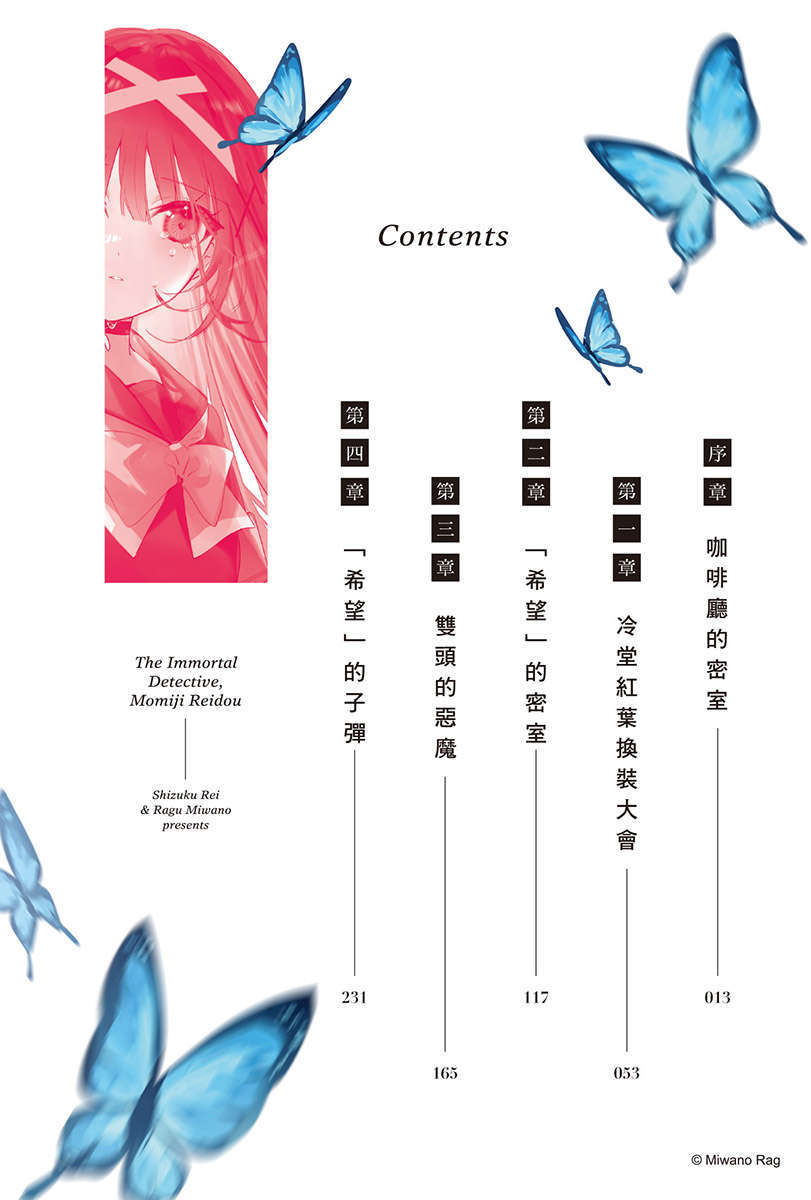 Contents
序章 咖啡廳的密室
013
第一章 冷堂紅葉換裝大會
053
第二章 「希望」的密室
117
第三章 雙頭的惡魔
165
第四章 「希望」的子彈
231
The Immortal
Detective,
Momiji Reidou
Shizuku Rei
& Ragu Miwano
presents
© Miwano Rag